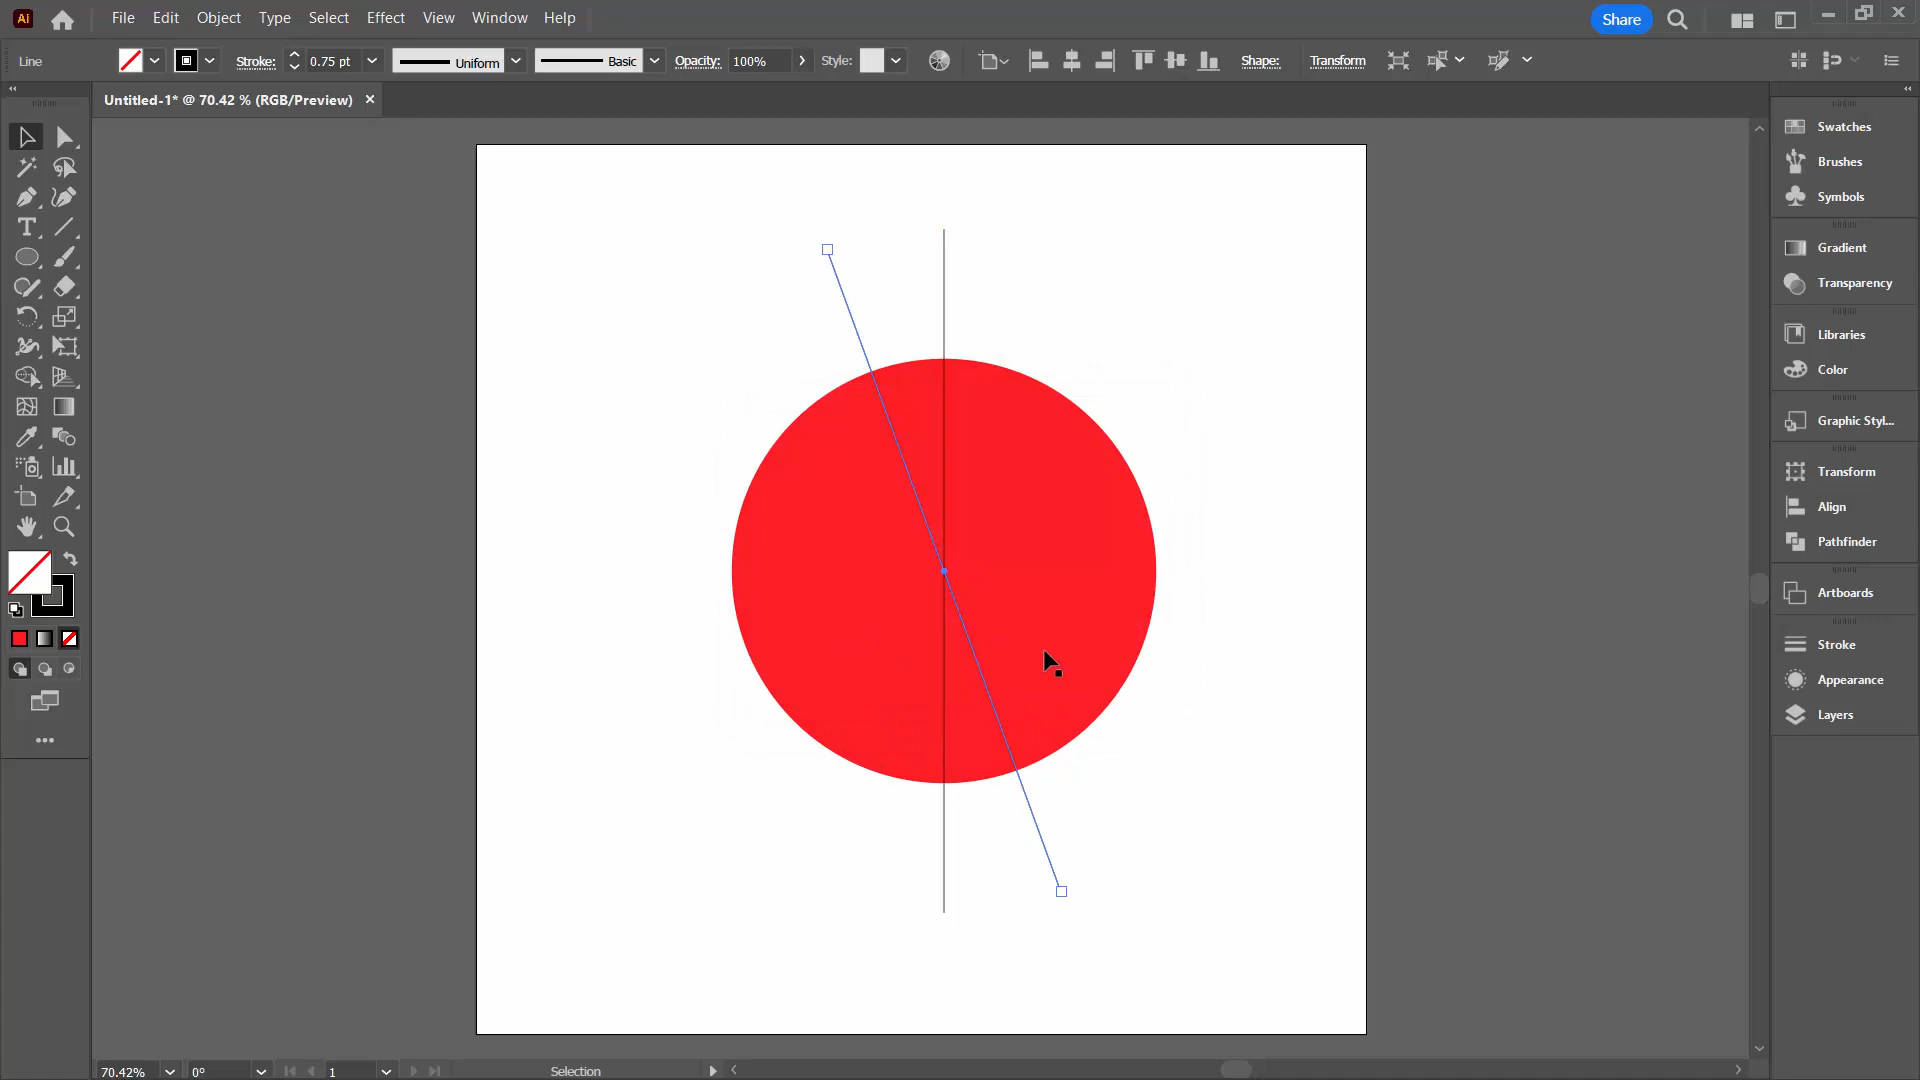 Ai File Edit Object Type Select Effect View Window Help Share
Line Stroke: 0.75 pt Uniform Basic Opacity: 100% Style: Shape: Transform
Untitled-1* @ 70.42 % (RGB/Preview)
Swatches
Brushes
Symbols
Gradient
Transparency
Libraries
Color
Graphic Styl...
Transform
Align
Pathfinder
Artboards
Stroke
Appearance
Layers
70.42% 0° 1 Selection